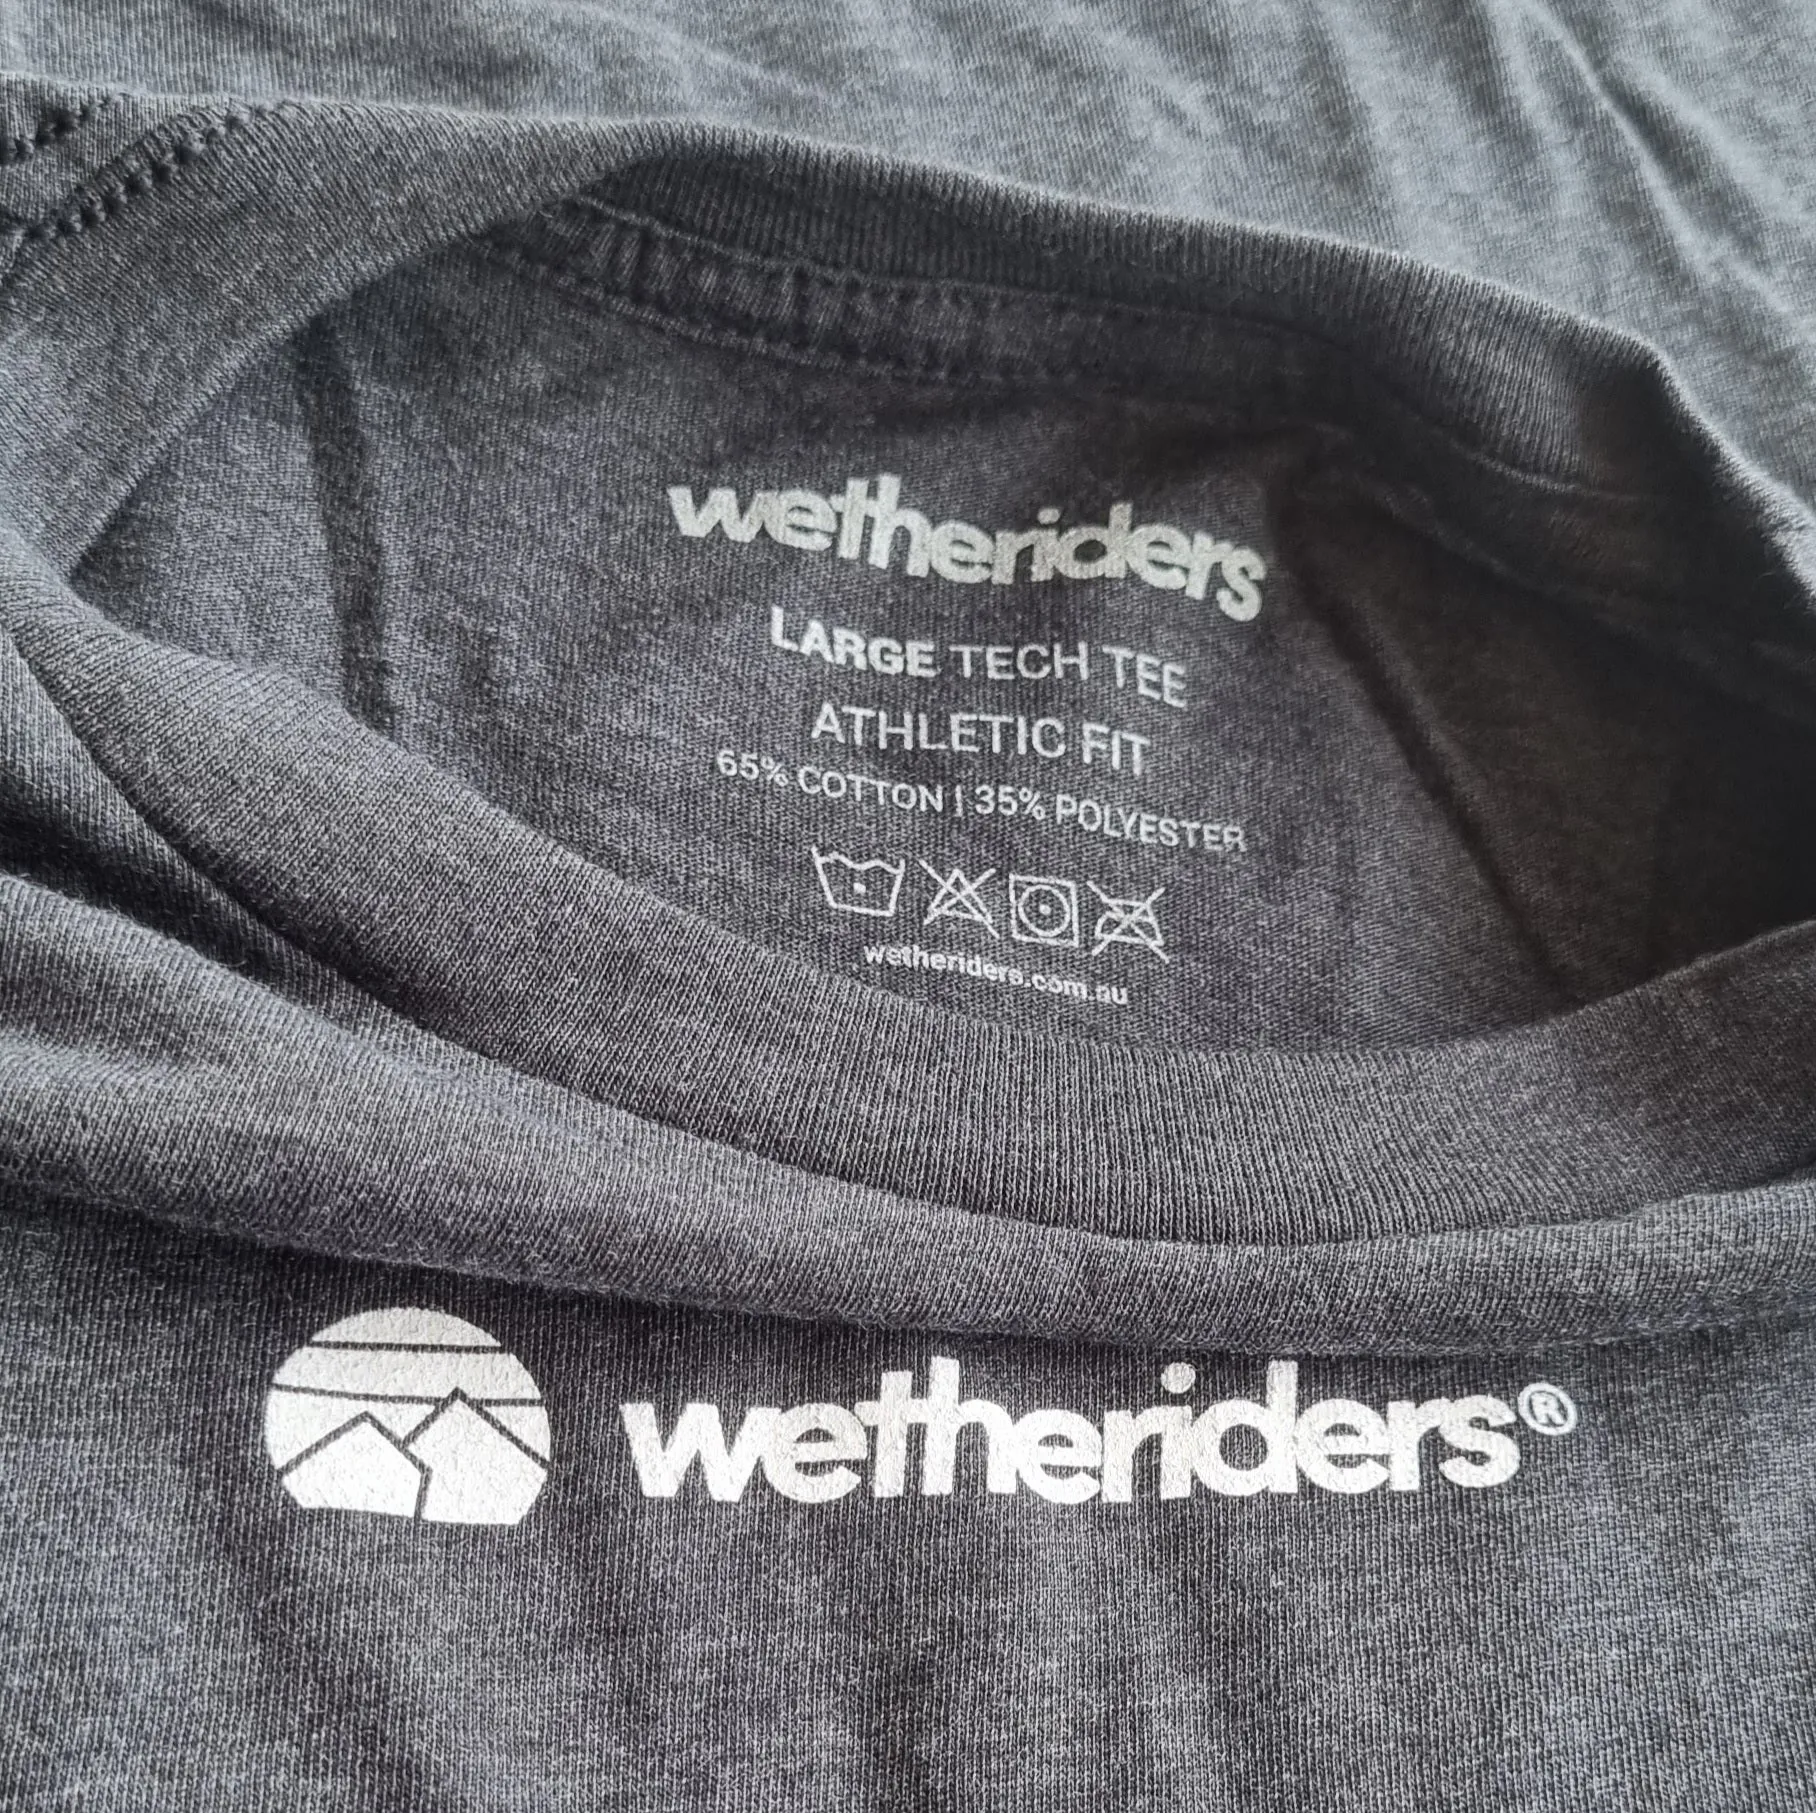 wetheriders
LARGE TECH TEE
ATHLETIC FIT
65% COTTON | 35% POLYESTER
wetheriders.com.au
wetheriders®